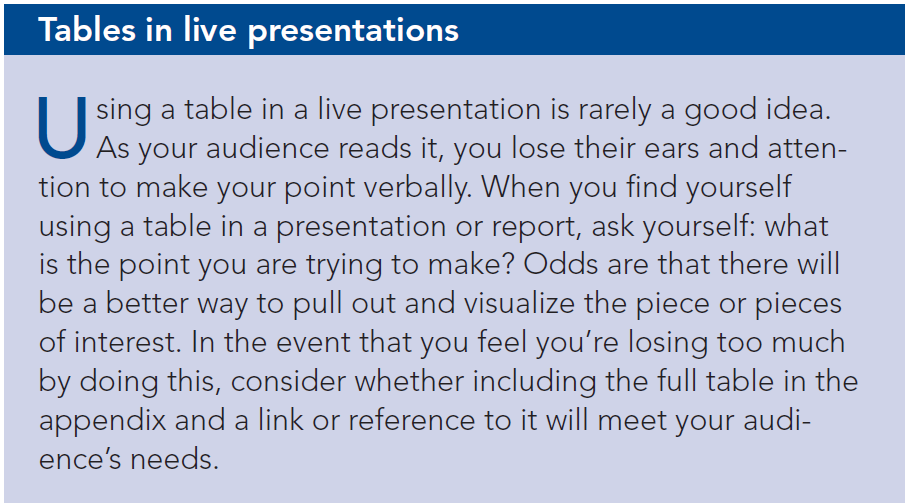 Tables in live presentations
Using a table in a live presentation is rarely a good idea.
As your audience reads it, you lose their ears and atten-
tion to make your point verbally. When you find yourself
using a table in a presentation or report, ask yourself: what
is the point you are trying to make? Odds are that there will
be a better way to pull out and visualize the piece or pieces
of interest. In the event that you feel you’re losing too much
by doing this, consider whether including the full table in the
appendix and a link or reference to it will meet your audi-
ence’s needs.